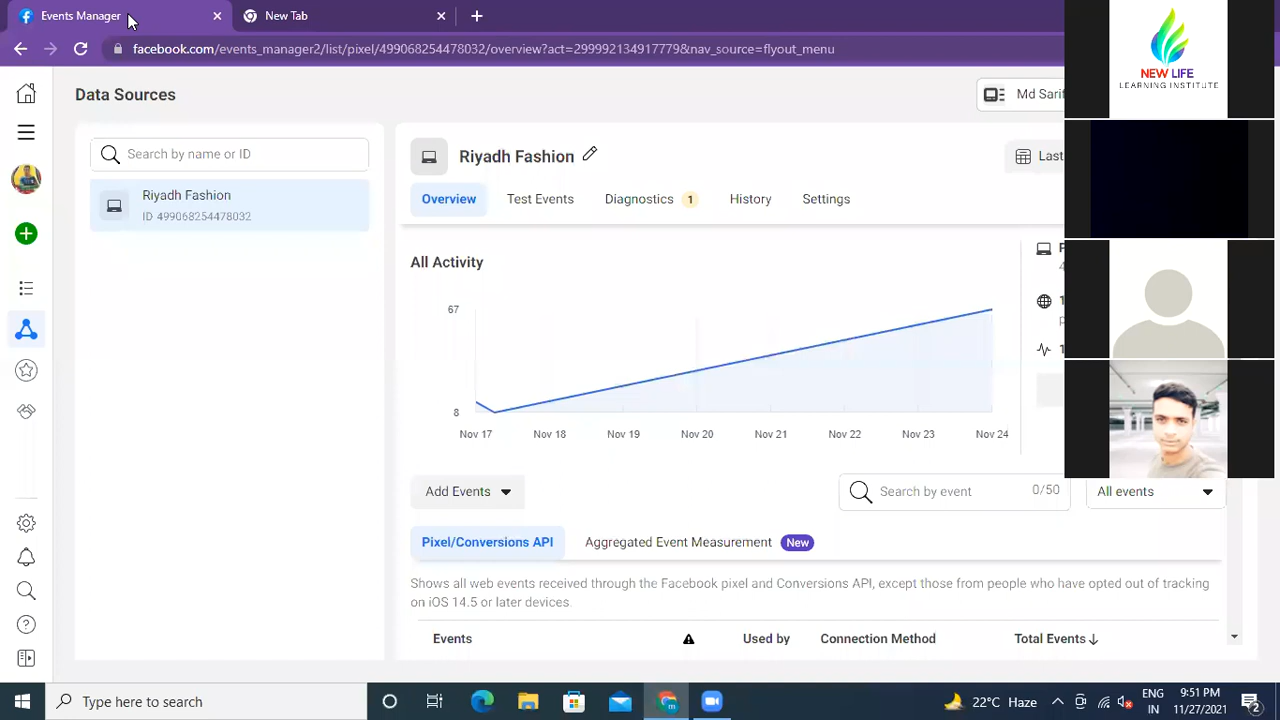 Events Manager
New Tab
facebook.com/events_manager2/list/pixel/499068254478032/overview?act=2999921349177798&nav_source=flyout_menu
NEW LIFE
LEARNING INSTITUTE
Data Sources
Md Sarif
Search by name or ID
Riyadh Fashion
ID 499068254478032
Riyadh Fashion
Last
Overview
Test Events
Diagnostics 1
History
Settings
All Activity
67
8
Nov 17
Nov 18
Nov 19
Nov 20
Nov 21
Nov 22
Nov 23
Nov 24
Add Events
Search by event
0/50
All events
Pixel/Conversions API
Aggregated Event Measurement
New
Shows all web events received through the Facebook pixel and Conversions API, except those from people who have opted out of tracking
on iOS 14.5 or later devices.
Events
Used by
Connection Method
Total Events
Type here to search
22°C Haze
ENG
IN
9:51 PM
11/27/2021
2